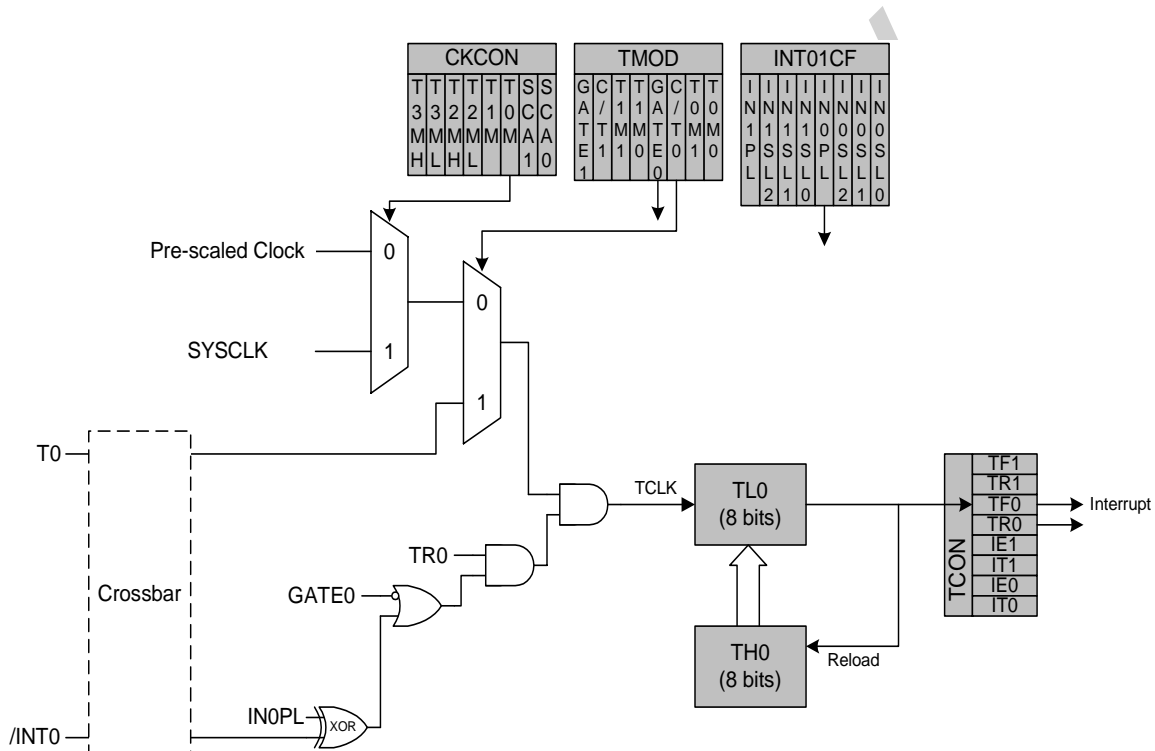 CKCON
T3MH
T3ML
T2MH
T2ML
T1M
T0M
SCA1
SCA0
TMOD
GATE1
C/T1
T1M1
T1M0
GATE0
C/T0
T0M1
T0M0
INT01CF
IN1PL
IN1SL2
IN1SL1
IN1SL0
IN0PL
IN0SL2
IN0SL1
IN0SL0
Pre-scaled Clock
0
SYSCLK
1
0
1
T0
Crossbar
/INT0
TR0
GATE0
IN0PL
XOR
TCLK
TL0
(8 bits)
TH0
(8 bits)
Reload
TCON
TF1
TR1
TF0
TR0
IE1
IT1
IE0
IT0
Interrupt